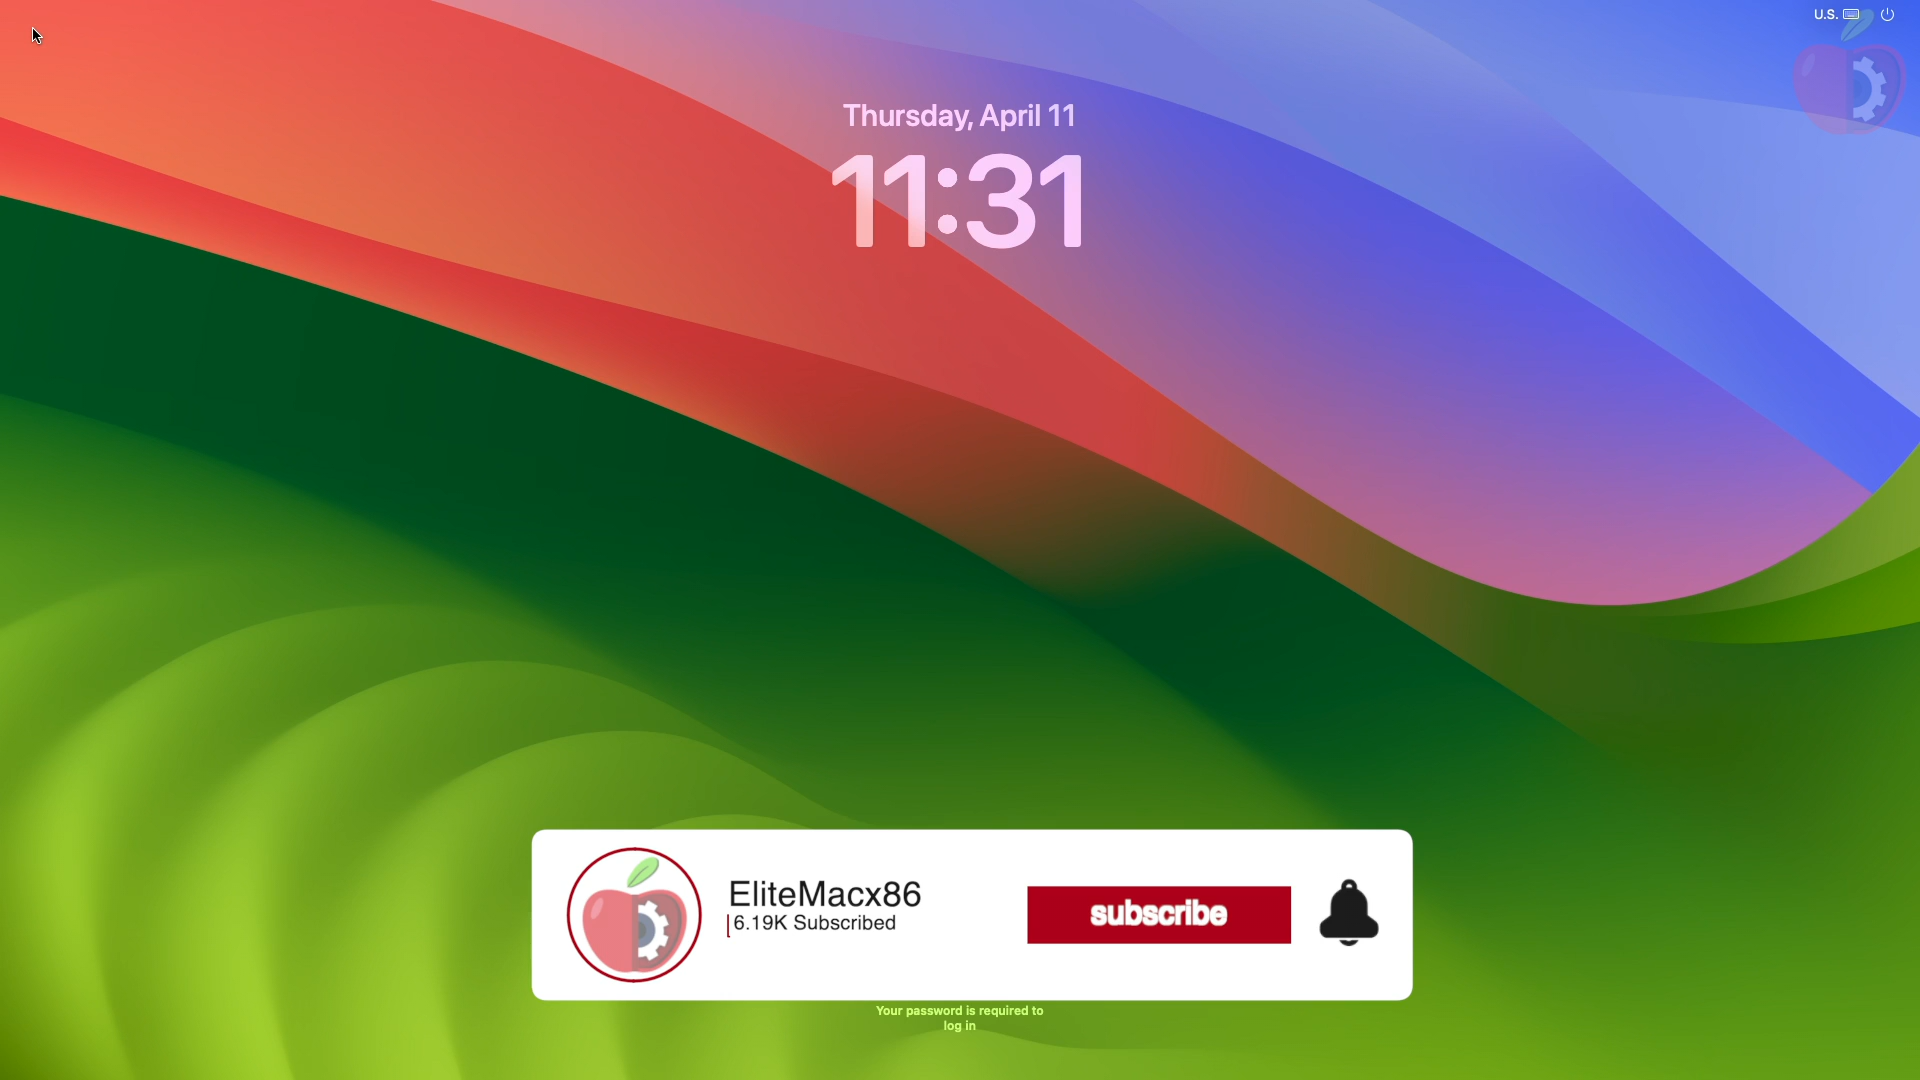 U.S.
Thursday, April 11
11:31
EliteMacx86
6.19K Subscribed
subscribe
Your password is required to
log in